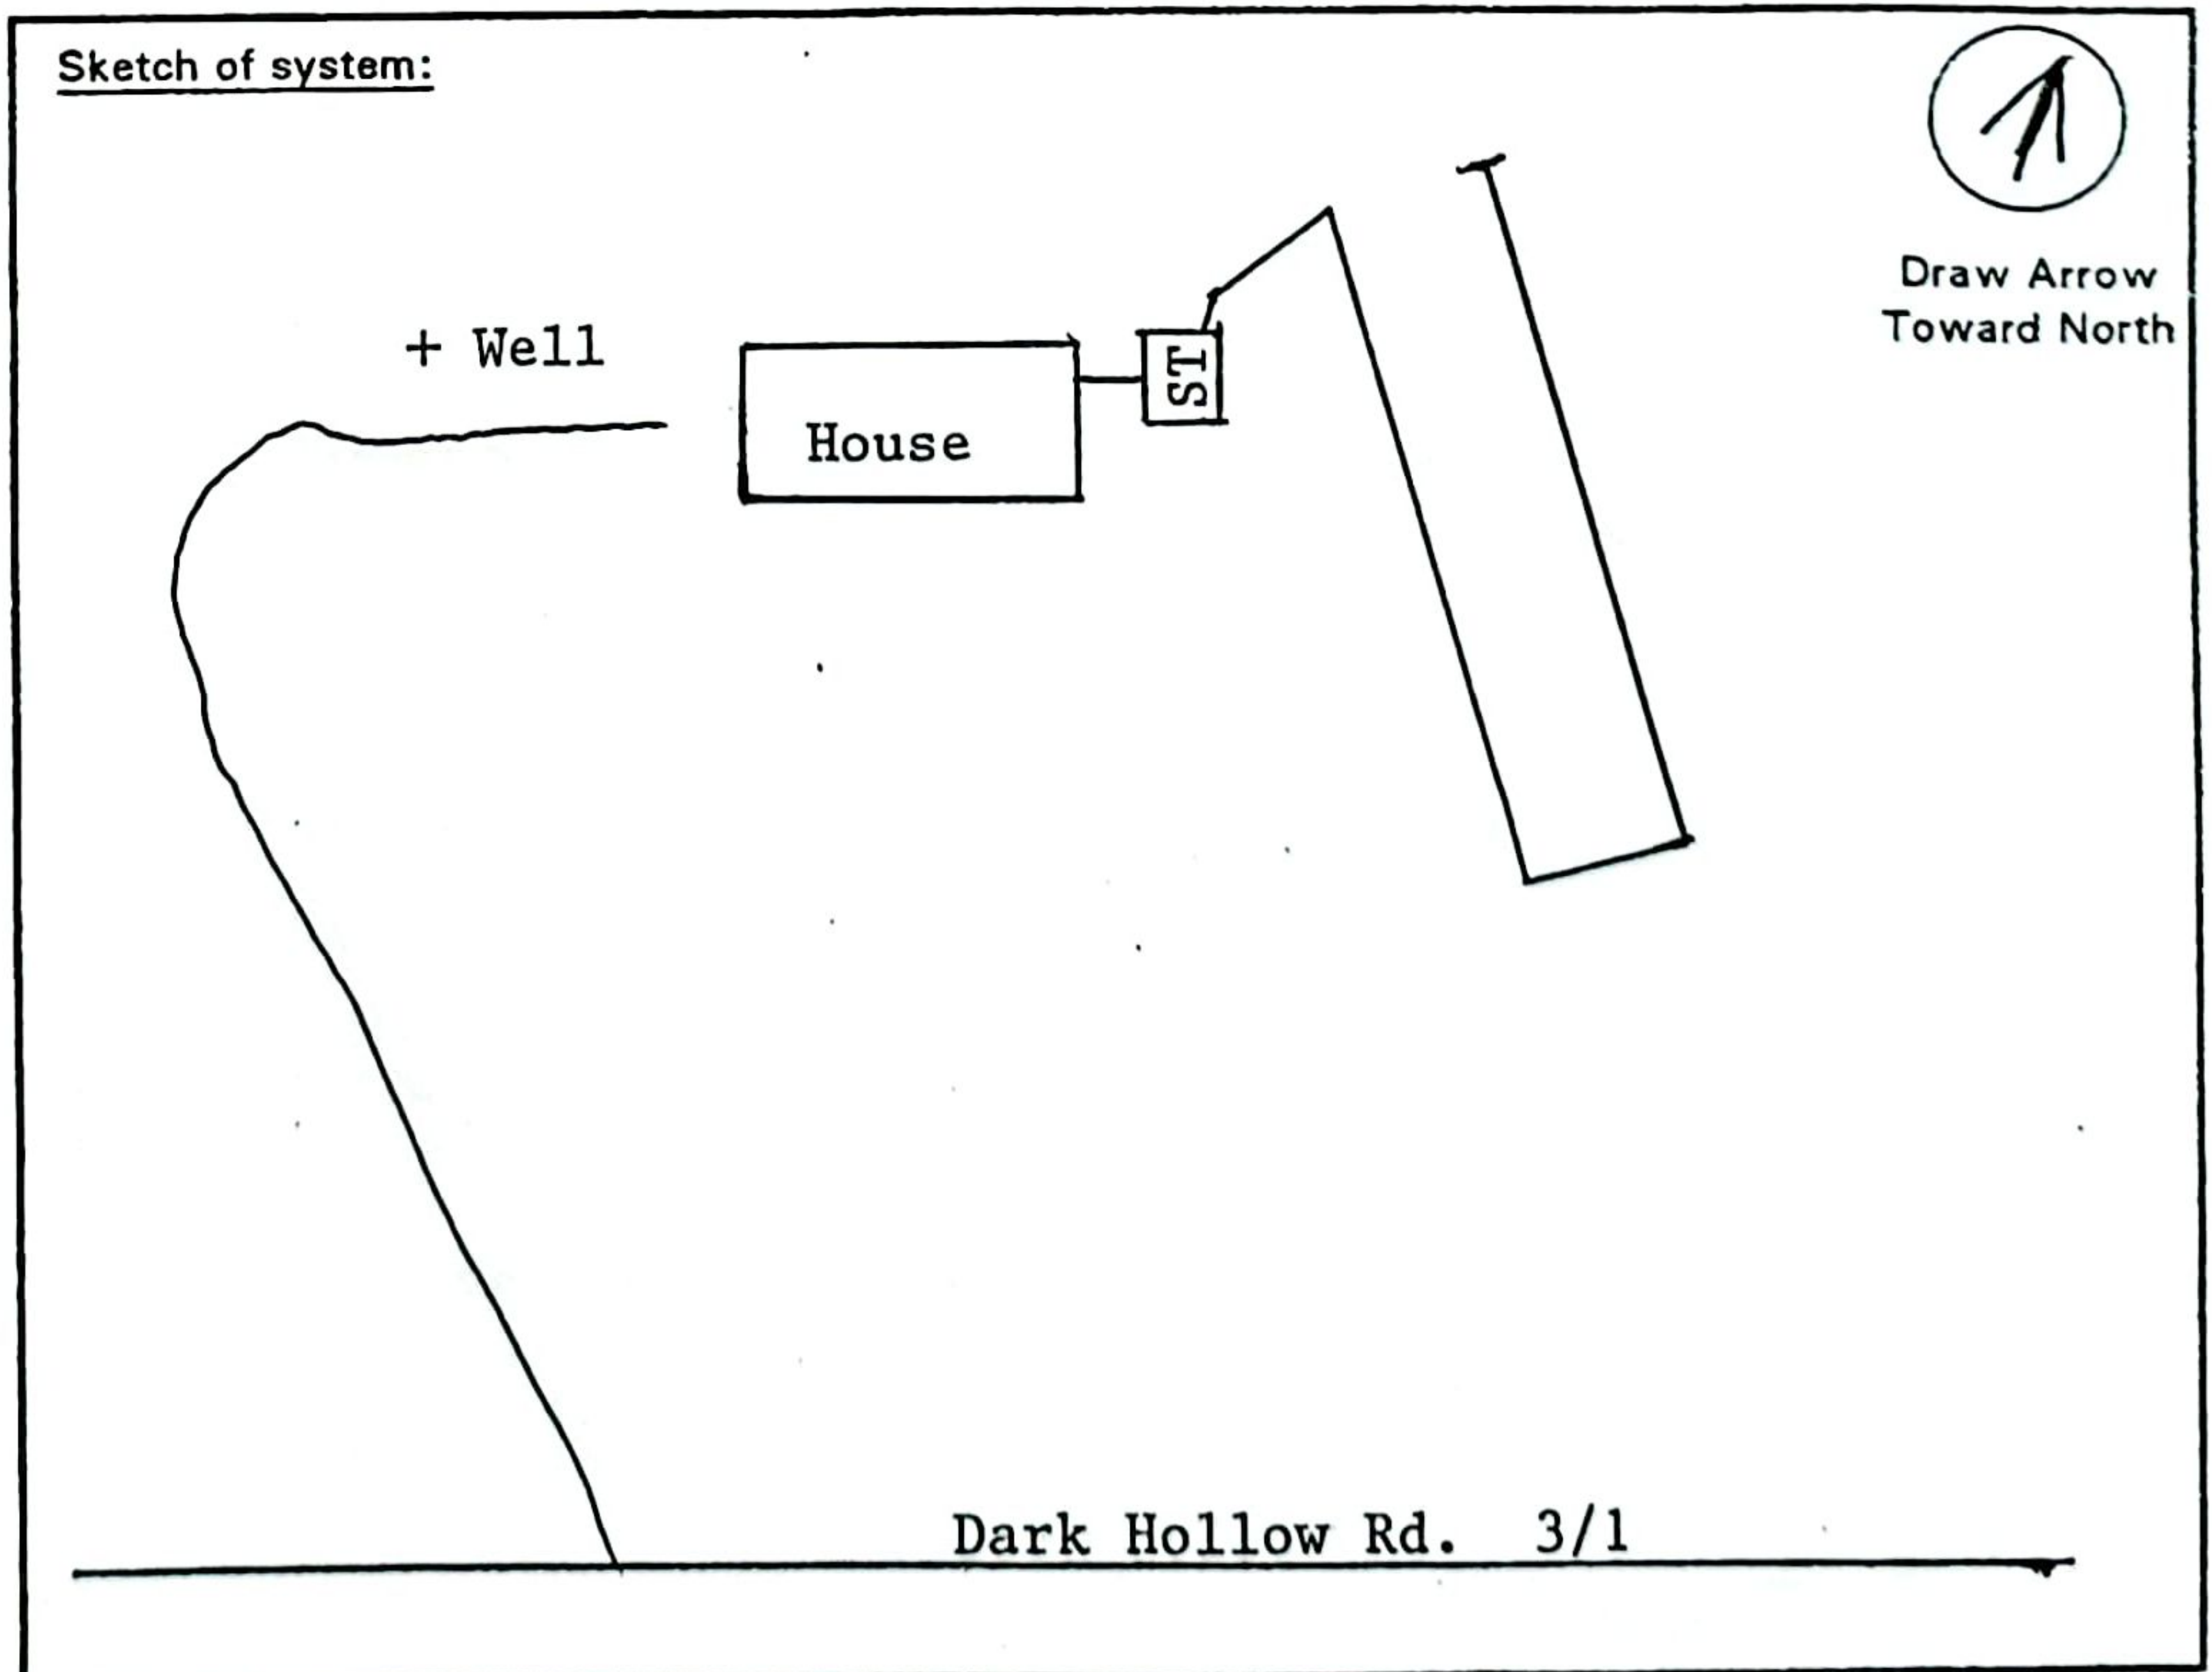 Sketch of system:
Draw Arrow
Toward North
+ Well
ST
House
Dark Hollow Rd. 3/1